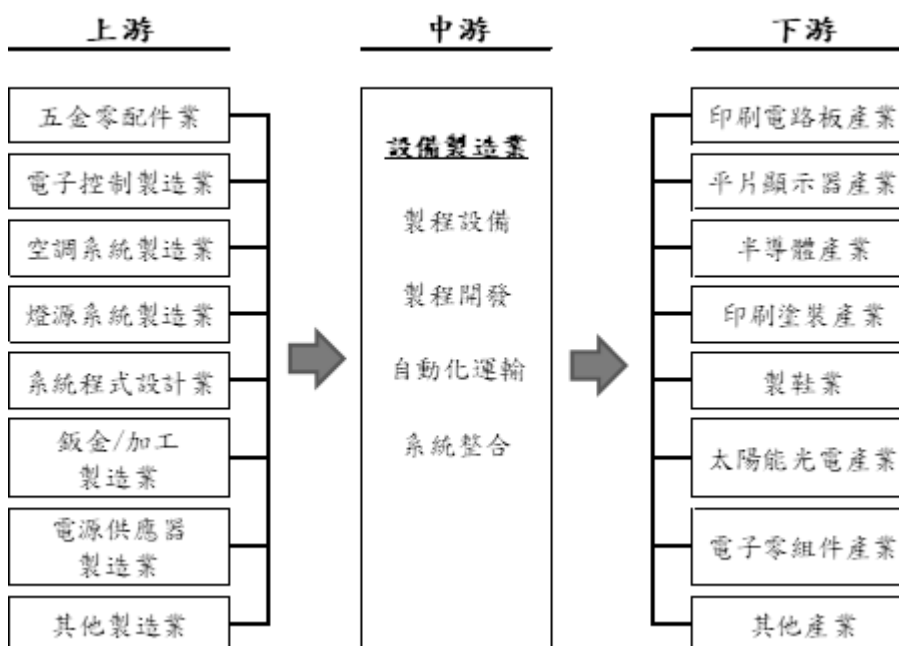 上游
五金零配件業
電子控制製造業
空調系統製造業
燈源系統製造業
系統程式設計業
鈑金/加工
製造業
電源供應器
製造業
其他製造業
中游
設備製造業
製程設備
製程開發
自動化運輸
系統整合
下游
印刷電路板產業
平片顯示器產業
半導體產業
印刷塗裝產業
製鞋業
太陽能光電產業
電子零組件產業
其他產業